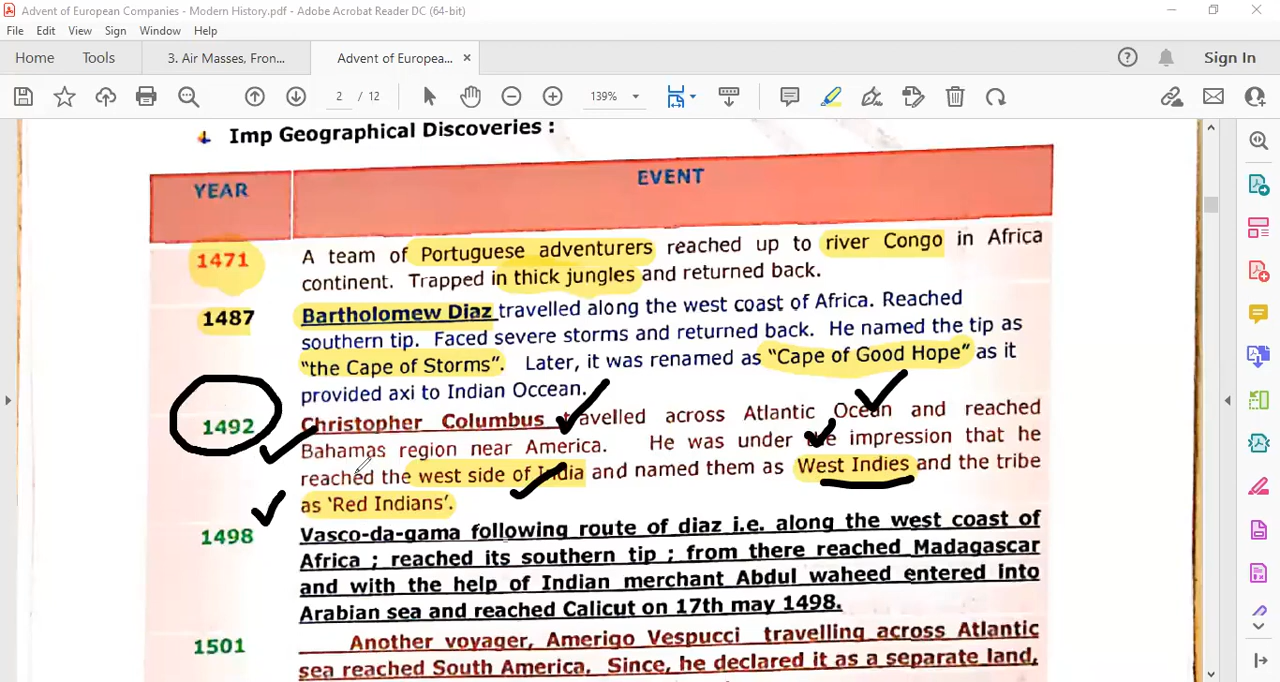 Advent of European Companies - Modern History.pdf - Adobe Acrobat Reader DC (64-bit)
File Edit View Sign Window Help
Home Tools 3. Air Masses, Fron... Advent of Europea... × Sign In
2 / 12 139%
Imp Geographical Discoveries :
YEAR EVENT
1471 A team of Portuguese adventurers reached up to river Congo in Africa
continent. Trapped in thick jungles and returned back.
1487 Bartholomew Diaz travelled along the west coast of Africa. Reached
southern tip. Faced severe storms and returned back. He named the tip as
"the Cape of Storms". Later, it was renamed as "Cape of Good Hope" as it
provided axi to Indian Occean.
1492 Christopher Columbus travelled across Atlantic Ocean and reached
Bahamas region near America. He was under the impression that he
reached the west side of India and named them as West Indies and the tribe
as 'Red Indians'.
1498 Vasco-da-gama following route of diaz i.e. along the west coast of
Africa ; reached its southern tip ; from there reached Madagascar
and with the help of Indian merchant Abdul waheed entered into
Arabian sea and reached Calicut on 17th may 1498.
1501 Another voyager, Amerigo Vespucci travelling across Atlantic
sea reached South America. Since, he declared it as a separate land,